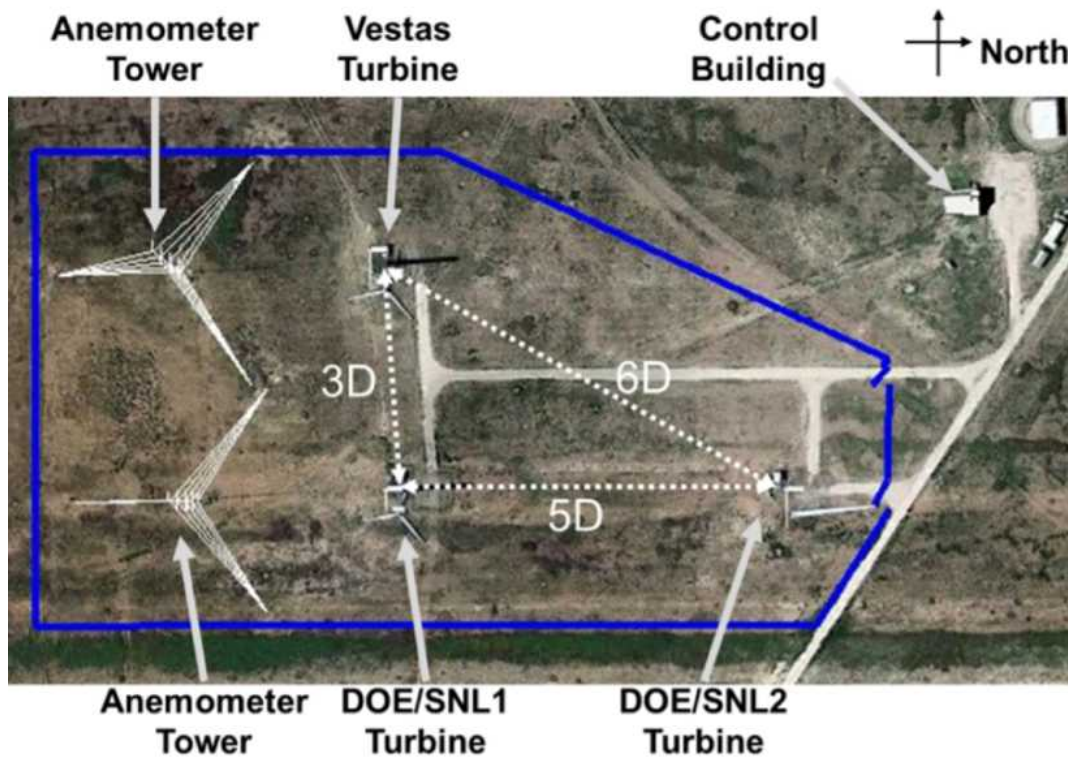 Anemometer
Tower
Vestas
Turbine
Control
Building
North
3D
6D
5D
Anemometer
Tower
DOE/SNL1
Turbine
DOE/SNL2
Turbine